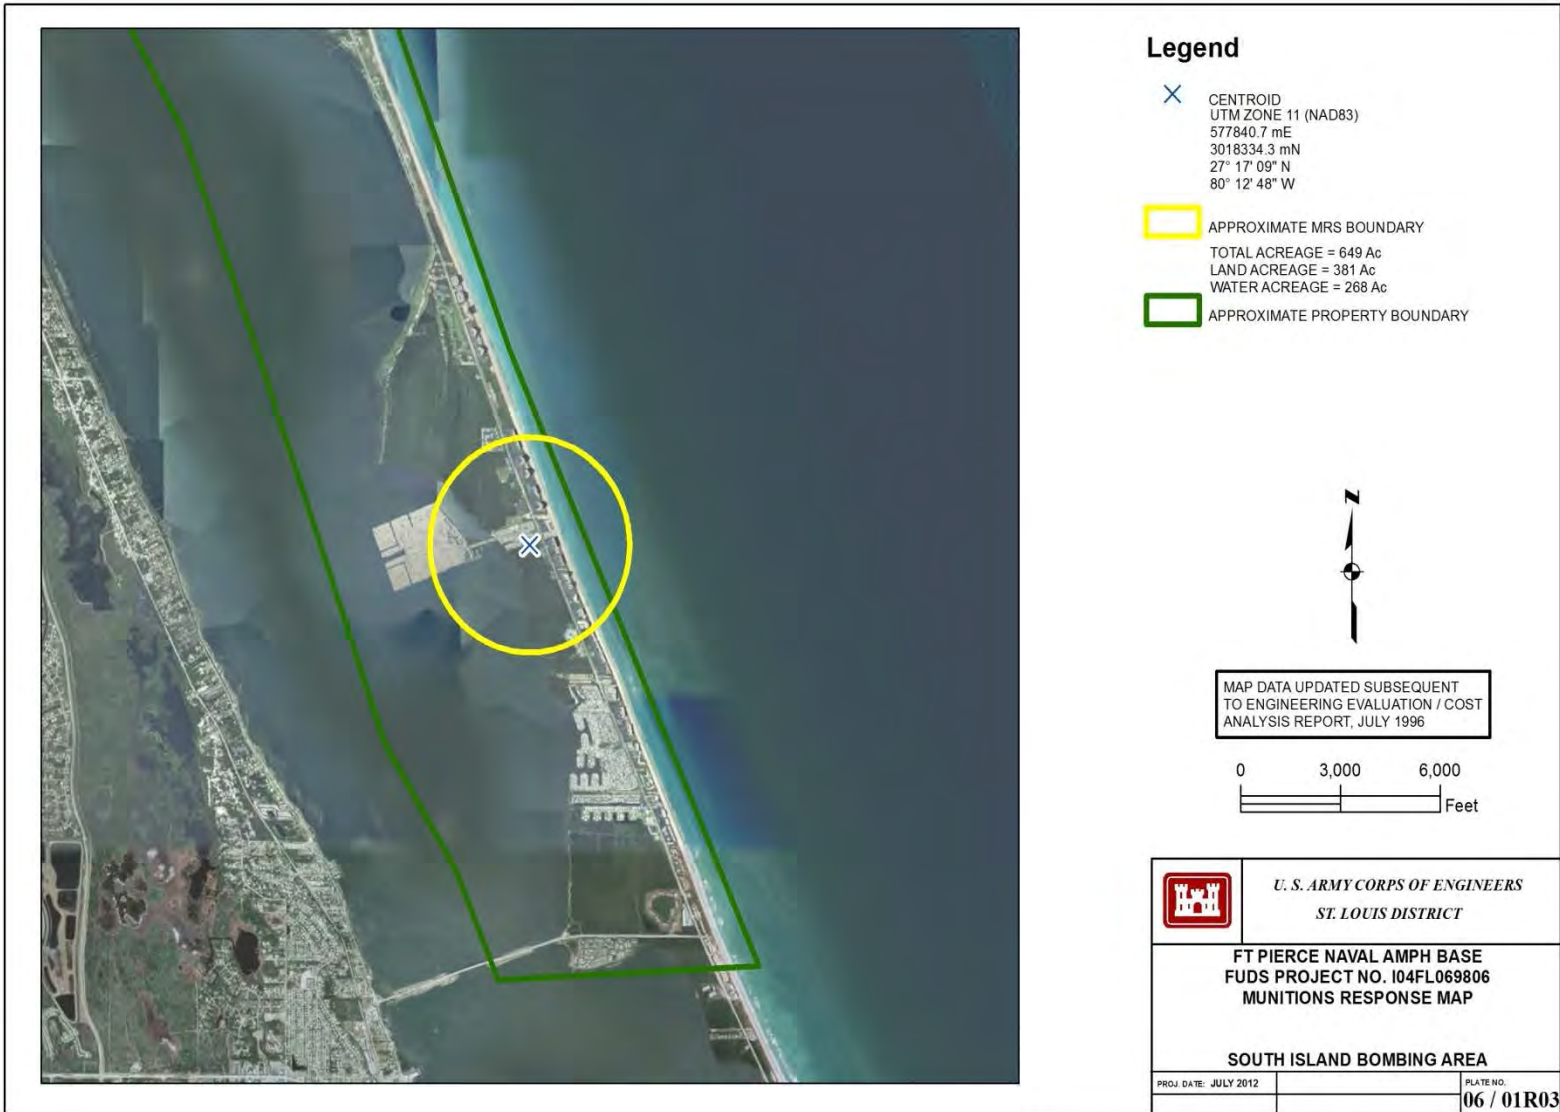 Legend
CENTROID
UTM ZONE 11 (NAD83)
577840.7 mE
3018334.3 mN
27° 17' 09" N
80° 12' 48" W
APPROXIMATE MRS BOUNDARY
TOTAL ACREAGE = 649 Ac
LAND ACREAGE = 381 Ac
WATER ACREAGE = 268 Ac
APPROXIMATE PROPERTY BOUNDARY
N
MAP DATA UPDATED SUBSEQUENT
TO ENGINEERING EVALUATION / COST
ANALYSIS REPORT, JULY 1996
0 3,000 6,000
Feet
U. S. ARMY CORPS OF ENGINEERS
ST. LOUIS DISTRICT
FT PIERCE NAVAL AMPH BASE
FUDS PROJECT NO. I04FL069806
MUNITIONS RESPONSE MAP
SOUTH ISLAND BOMBING AREA
PROJ. DATE: JULY 2012
PLATE NO.
06 / 01R03